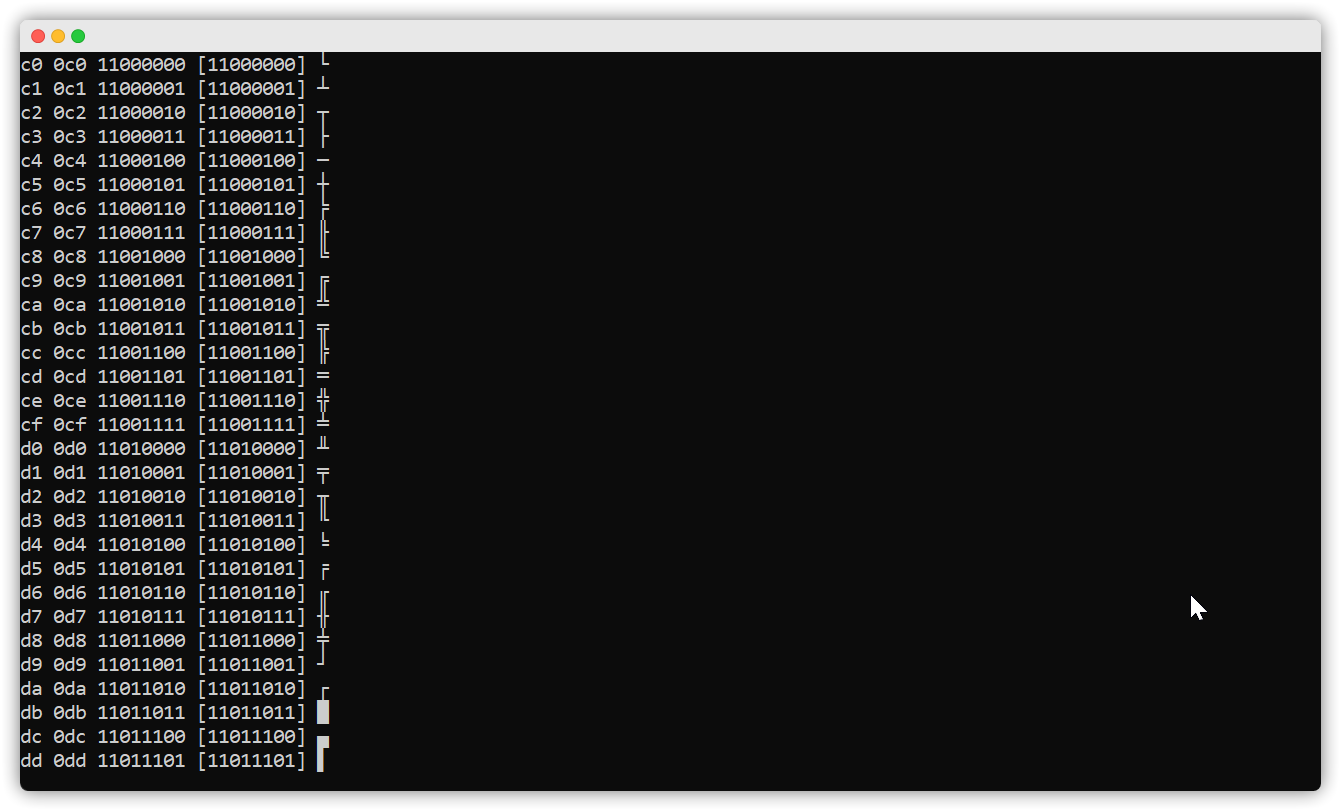 c0 0c0 11000000 [11000000] └
c1 0c1 11000001 [11000001] ┴
c2 0c2 11000010 [11000010] ┬
c3 0c3 11000011 [11000011] ├
c4 0c4 11000100 [11000100] ─
c5 0c5 11000101 [11000101] ┼
c6 0c6 11000110 [11000110] ╞
c7 0c7 11000111 [11000111] ╟
c8 0c8 11001000 [11001000] ╚
c9 0c9 11001001 [11001001] ╔
ca 0ca 11001010 [11001010] ╩
cb 0cb 11001011 [11001011] ╦
cc 0cc 11001100 [11001100] ╠
cd 0cd 11001101 [11001101] ═
ce 0ce 11001110 [11001110] ╬
cf 0cf 11001111 [11001111] ╧
d0 0d0 11010000 [11010000] ╨
d1 0d1 11010001 [11010001] ╤
d2 0d2 11010010 [11010010] ╥
d3 0d3 11010011 [11010011] ╙
d4 0d4 11010100 [11010100] ╘
d5 0d5 11010101 [11010101] ╒
d6 0d6 11010110 [11010110] ╓
d7 0d7 11010111 [11010111] ╫
d8 0d8 11011000 [11011000] ╪
d9 0d9 11011001 [11011001] ┘
da 0da 11011010 [11011010] ┌
db 0db 11011011 [11011011] █
dc 0dc 11011100 [11011100] ▄
dd 0dd 11011101 [11011101] ▌